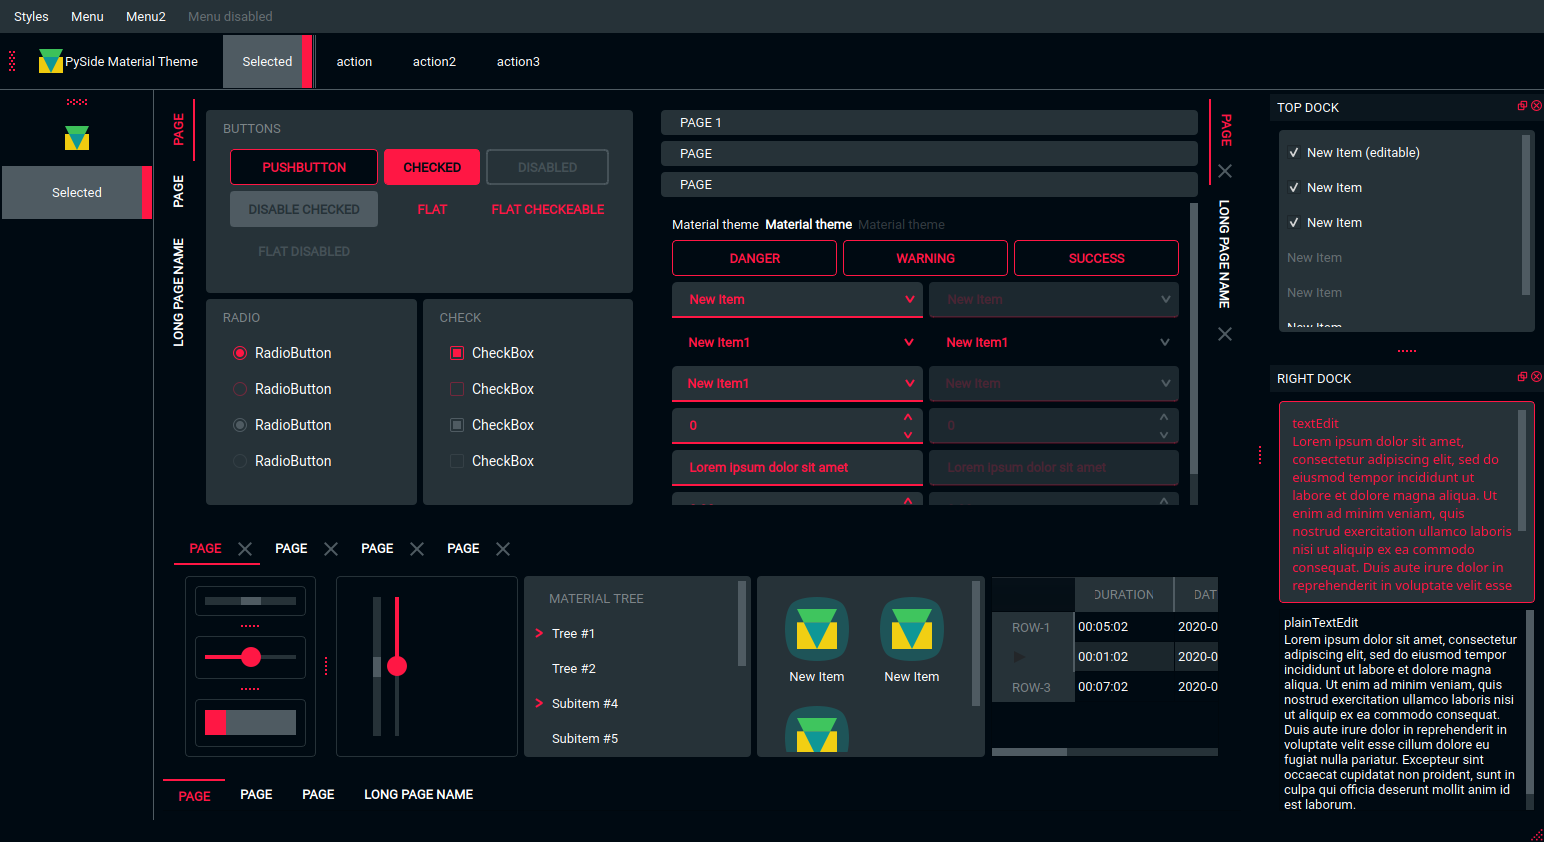 Styles Menu Menu2 Menu disabled
PySide Material Theme Selected action action2 action3
Selected
PAGE
PAGE
LONG PAGE NAME
BUTTONS
PUSHBUTTON CHECKED DISABLED
DISABLE CHECKED FLAT FLAT CHECKEABLE
FLAT DISABLED
RADIO
RadioButton
RadioButton
RadioButton
RadioButton
CHECK
CheckBox
CheckBox
CheckBox
CheckBox
PAGE 1
PAGE
PAGE
Material theme Material theme Material theme
DANGER WARNING SUCCESS
New Item New Item
New Item1 New Item1
New Item1 New Item
0 0
Lorem ipsum dolor sit amet Lorem ipsum dolor sit amet
PAGE
LONG PAGE NAME
TOP DOCK
New Item (editable)
New Item
New Item
New Item
New Item
New Item
RIGHT DOCK
textEdit
Lorem ipsum dolor sit amet,
consectetur adipiscing elit, sed do
eiusmod tempor incididunt ut
labore et dolore magna aliqua. Ut
enim ad minim veniam, quis
nostrud exercitation ullamco laboris
nisi ut aliquip ex ea commodo
consequat. Duis aute irure dolor in
reprehenderit in voluptate velit esse
plainTextEdit
Lorem ipsum dolor sit amet, consectetur
adipiscing elit, sed do eiusmod tempor
incididunt ut labore et dolore magna
aliqua. Ut enim ad minim veniam, quis
nostrud exercitation ullamco laboris nisi
ut aliquip ex ea commodo consequat.
Duis aute irure dolor in reprehenderit in
voluptate velit esse cillum dolore eu
fugiat nulla pariatur. Excepteur sint
occaecat cupidatat non proident, sunt in
culpa qui officia deserunt mollit anim id
est laborum.
PAGE PAGE PAGE PAGE
MATERIAL TREE
Tree #1
Tree #2
Subitem #4
Subitem #5
New Item New Item
DURATION DAT
ROW-1 00:05:02 2020-0
00:01:02 2020-0
ROW-3 00:07:02 2020-0
PAGE PAGE PAGE LONG PAGE NAME